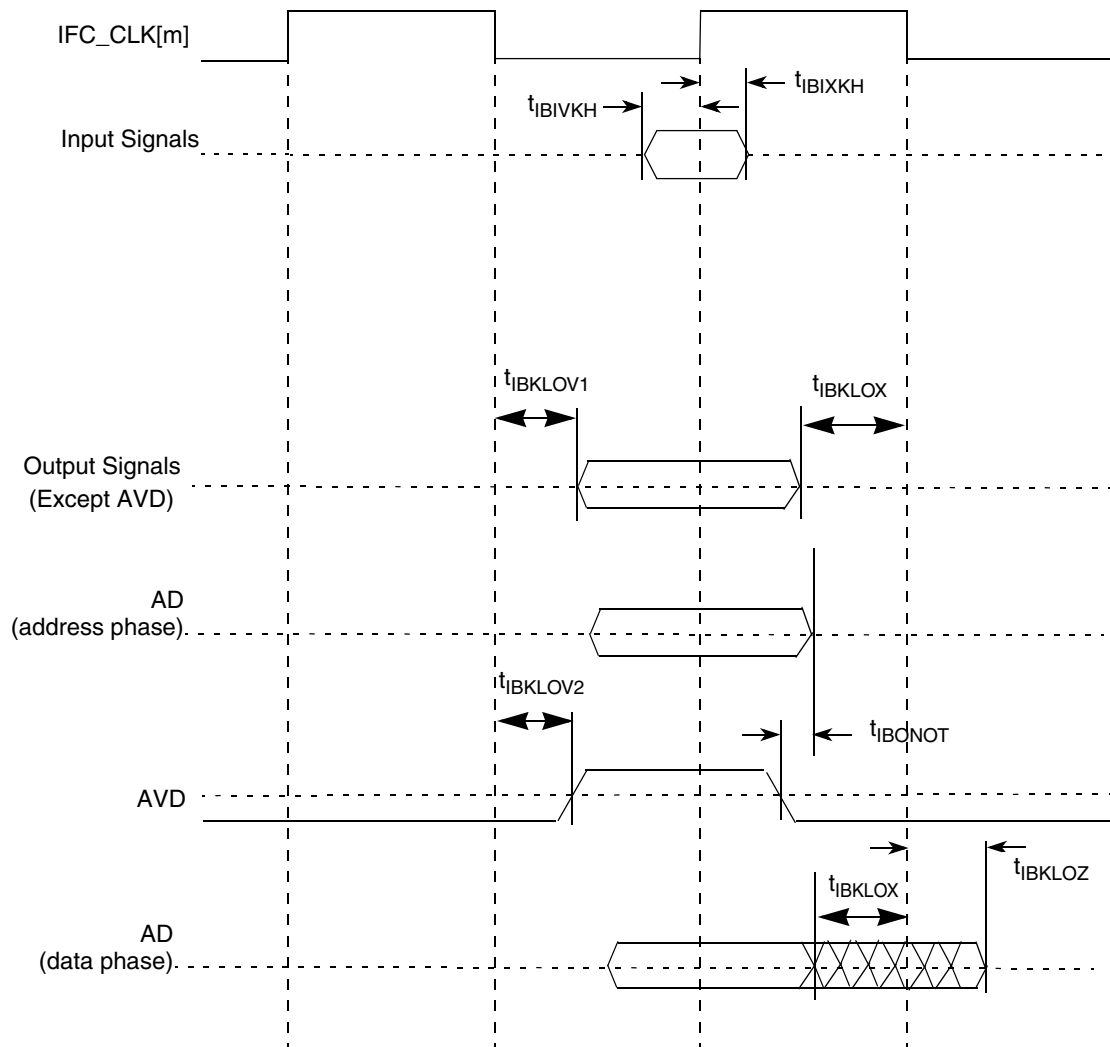 IFC_CLK[m]
tIBIXKH
tIBIVKH
Input Signals
tIBKLOV1
tIBKLOX
Output Signals
(Except AVD)
AD
(address phase)
tIBKLOV2
tIBONOT
AVD
tIBKLOZ
tIBKLOX
AD
(data phase)